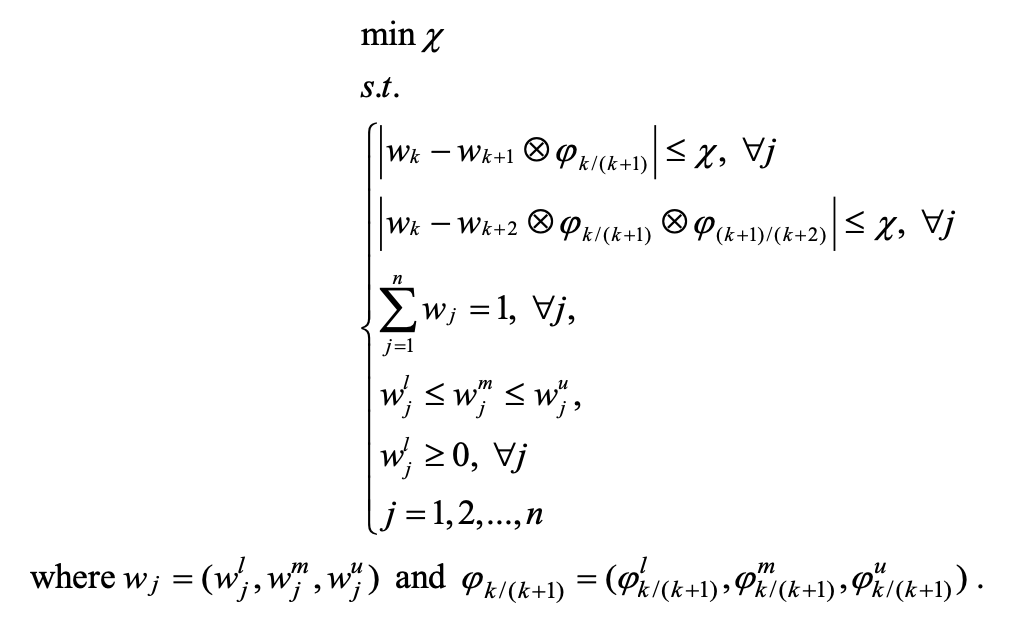 min χ
s.t.
|w_k − w_{k+1} ⊗ φ_{k/(k+1)}| ≤ χ, ∀j
|w_k − w_{k+2} ⊗ φ_{k/(k+1)} ⊗ φ_{(k+1)/(k+2)}| ≤ χ, ∀j
∑_{j=1}^{n} w_j = 1, ∀j,
w_j^l ≤ w_j^m ≤ w_j^u,
w_j^l ≥ 0, ∀j
j = 1,2,...,n
where w_j = (w_j^l, w_j^m, w_j^u) and φ_{k/(k+1)} = (φ_{k/(k+1)}^l, φ_{k/(k+1)}^m, φ_{k/(k+1)}^u) .